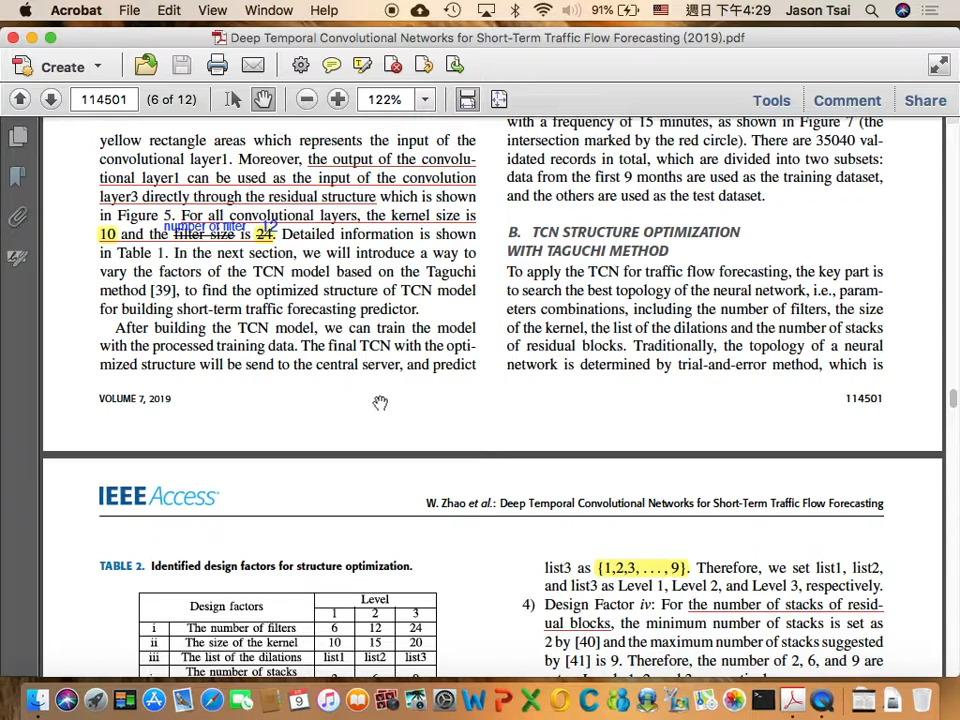 Acrobat File Edit View Window Help 91% 週日 下午4:29 Jason Tsai
Deep Temporal Convolutional Networks for Short-Term Traffic Flow Forecasting (2019).pdf
Create
114501 (6 of 12) 122% Tools Comment Share
yellow rectangle areas which represents the input of the
convolutional layer1. Moreover, the output of the convolu-
tional layer1 can be used as the input of the convolution
layer3 directly through the residual structure which is shown
in Figure 5. For all convolutional layers, the kernel size is
number of filter 12
10 and the filter size is 24. Detailed information is shown
in Table 1. In the next section, we will introduce a way to
vary the factors of the TCN model based on the Taguchi
method [39], to find the optimized structure of TCN model
for building short-term traffic forecasting predictor.
After building the TCN model, we can train the model
with the processed training data. The final TCN with the opti-
mized structure will be send to the central server, and predict
with a frequency of 15 minutes, as shown in Figure 7 (the
intersection marked by the red circle). There are 35040 val-
idated records in total, which are divided into two subsets:
data from the first 9 months are used as the training dataset,
and the others are used as the test dataset.
B. TCN STRUCTURE OPTIMIZATION
WITH TAGUCHI METHOD
To apply the TCN for traffic flow forecasting, the key part is
to search the best topology of the neural network, i.e., param-
eters combinations, including the number of filters, the size
of the kernel, the list of the dilations and the number of stacks
of residual blocks. Traditionally, the topology of a neural
network is determined by trial-and-error method, which is
VOLUME 7, 2019 114501
IEEE Access
W. Zhao et al.: Deep Temporal Convolutional Networks for Short-Term Traffic Flow Forecasting
TABLE 2. Identified design factors for structure optimization.
Design factors Level
1 2 3
i The number of filters 6 12 24
ii The size of the kernel 10 15 20
iii The list of the dilations list1 list2 list3
The number of stacks
list3 as {1,2,3, . . . , 9}. Therefore, we set list1, list2,
and list3 as Level 1, Level 2, and Level 3, respectively.
4) Design Factor iv: For the number of stacks of resid-
ual blocks, the minimum number of stacks is set as
2 by [40] and the maximum number of stacks suggested
by [41] is 9. Therefore, the number of 2, 6, and 9 are